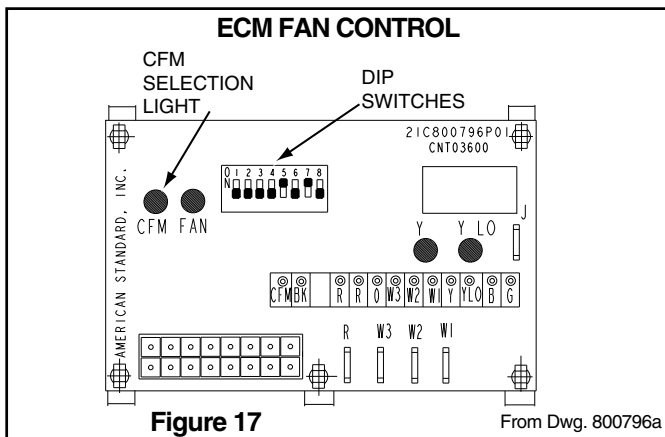 ECM FAN CONTROL
CFM
SELECTION
LIGHT
DIP
SWITCHES
21C800796P01
CNT03600
ON 1 2 3 4 5 6 7 8
AMERICAN STANDARD, INC.
CFM FAN
Y Y LO
J
CFM BK R R O W3 W2 W1 Y YLO B G
R W3 W2 W1
Figure 17
From Dwg. 800796a